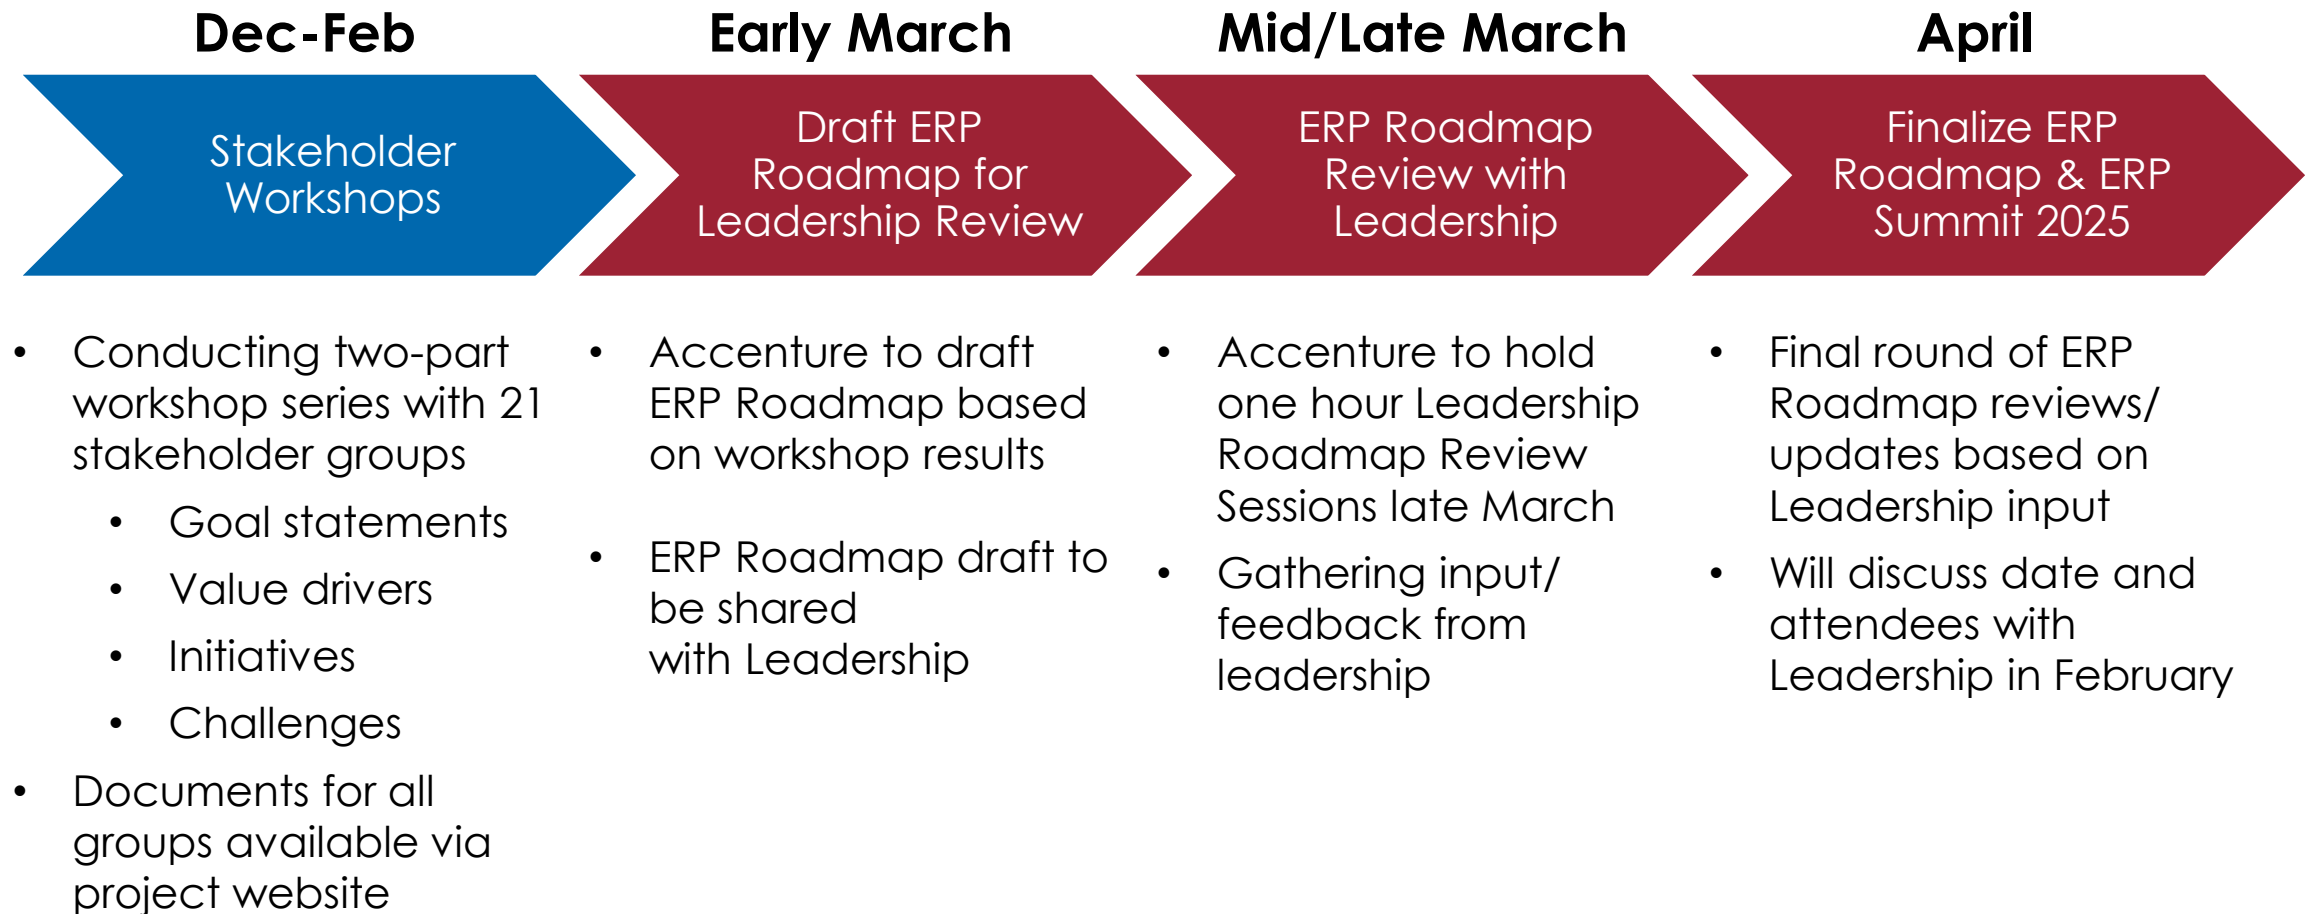 Dec-Feb
Stakeholder
Workshops
• Conducting two-part
workshop series with 21
stakeholder groups
• Goal statements
• Value drivers
• Initiatives
• Challenges
• Documents for all
groups available via
project website
Early March
Draft ERP
Roadmap for
Leadership Review
• Accenture to draft
ERP Roadmap based
on workshop results
• ERP Roadmap draft to
be shared
with Leadership
Mid/Late March
ERP Roadmap
Review with
Leadership
• Accenture to hold
one hour Leadership
Roadmap Review
Sessions late March
• Gathering input/
feedback from
leadership
April
Finalize ERP
Roadmap & ERP
Summit 2025
• Final round of ERP
Roadmap reviews/
updates based on
Leadership input
• Will discuss date and
attendees with
Leadership in February